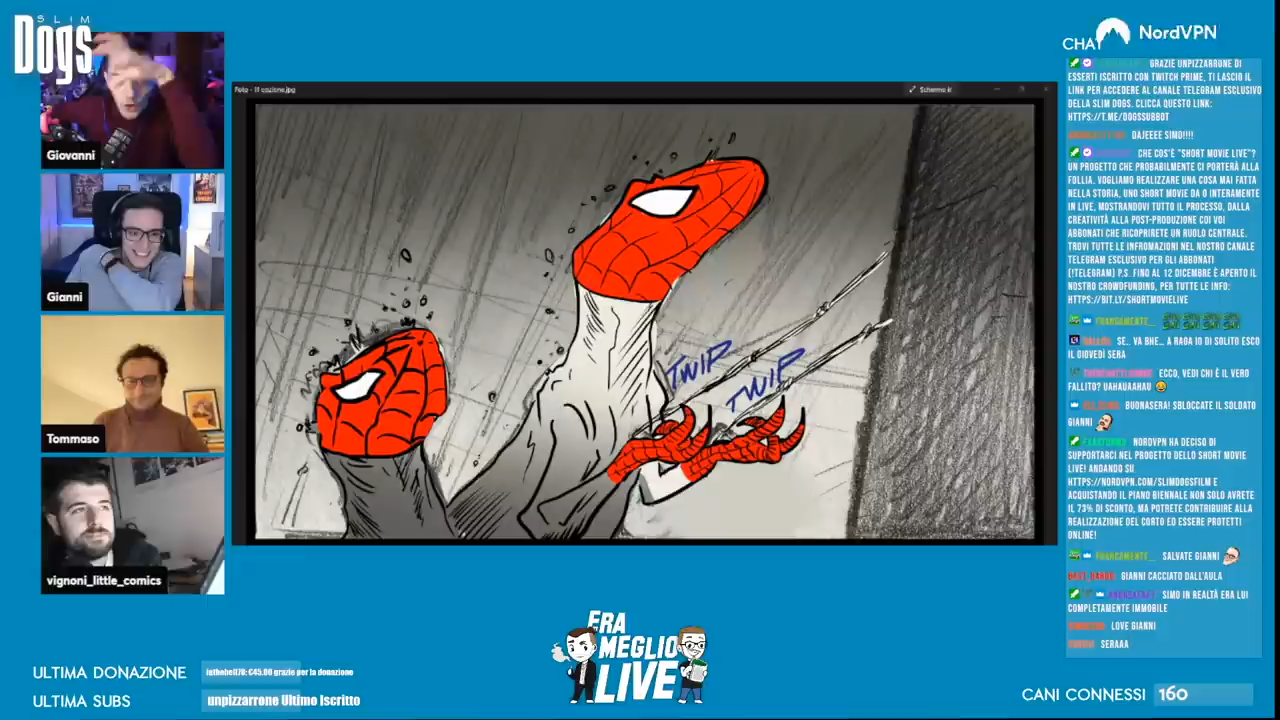 SLIM
Dogs
Giovanni
Gianni
Tommaso
vignoni_little_comics
Schermo in
TWIP
TWIP
CHAT
NordVPN
GRAZIE UNPIZZARRONE DI
ESSERTI ISCRITTO CON TWITCH PRIME, TI LASCIO IL
LINK PER ACCEDERE AL CANALE TELEGRAM ESCLUSIVO
DELLA SLIM DOGS. CLICCA QUESTO LINK:
HTTPS://T.ME/DOGSSUBBOT
DAJEEEE SIMO!!!!
CHE COS'È "SHORT MOVIE LIVE"?
UN PROGETTO CHE PROBABILMENTE CI PORTERÀ ALLA
FOLLIA. VOGLIAMO REALIZZARE UNA COSA MAI FATTA
NELLA STORIA, UNO SHORT MOVIE DA 0 INTERAMENTE
IN LIVE, MOSTRANDOVI TUTTO IL PROCESSO, DALLA
CREATIVITÀ ALLA POST-PRODUZIONE COI VOI
ABBONATI CHE RICOPRIRETE UN RUOLO CENTRALE.
TROVI TUTTE LE INFROMAZIONI NEL NOSTRO CANALE
TELEGRAM ESCLUSIVO PER GLI ABBONATI
(!TELEGRAM) P.S. FINO AL 12 DICEMBRE È APERTO IL
NOSTRO CROWDFUNDING, PER TUTTE LE INFO:
HTTPS://BIT.LY/SHORTMOVIELIVE
SE.. VA BHE... A RAGA IO DI SOLITO ESCO
IL GIOVEDÌ SERA
ECCO, VEDI CHI È IL VERO
FALLITO? UAHAUAAHAU
BUONASERA! SBLOCCATE IL SOLDATO
GIANNI
NORDVPN HA DECISO DI
SUPPORTARCI NEL PROGETTO DELLO SHORT MOVIE
LIVE! ANDANDO SU
HTTPS://NORDVPN.COM/SLIMDOGSFILM E
ACQUISTANDO IL PIANO BIENNALE NON SOLO AVRETE
IL 73% DI SCONTO, MA POTRETE CONTRIBUIRE ALLA
REALIZZAZIONE DEL CORTO ED ESSERE PROTETTI
ONLINE!
SALVATE GIANNI
GIANNI CACCIATO DALL'AULA
SIMO IN REALTÀ ERA LUI
COMPLETAMENTE IMMOBILE
LOVE GIANNI
SERAAA
ERA
MEGLIO
LIVE
ULTIMA DONAZIONE
€45.00 grazie per la donazione
ULTIMA SUBS
unpizzarrone Ultimo Iscritto
CANI CONNESSI
160